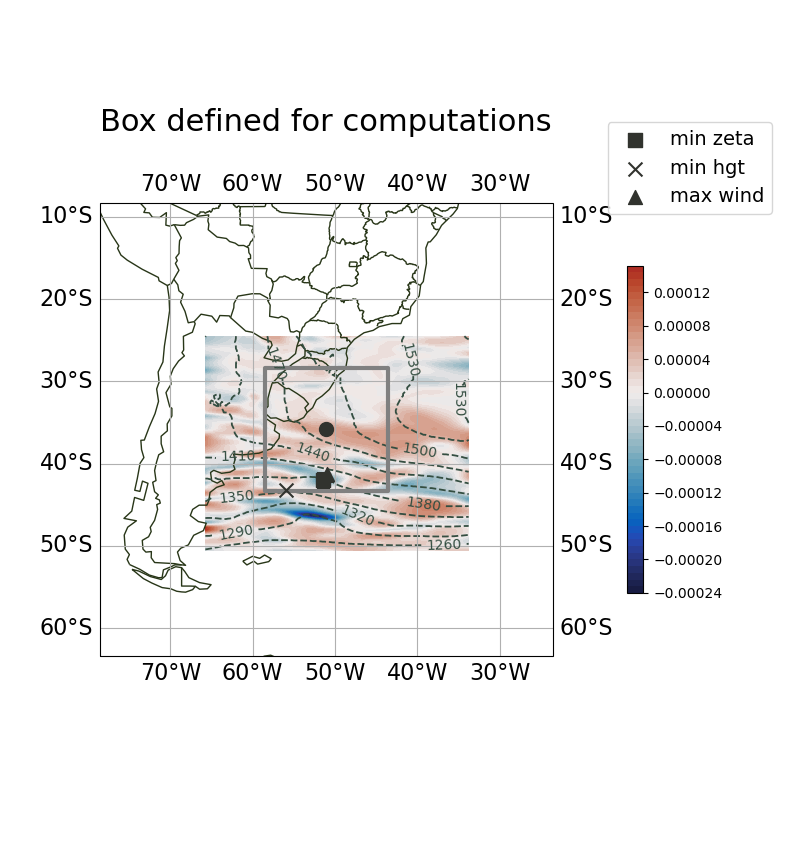 Box defined for computations
min zeta
min hgt
max wind
70°W 60°W 50°W 40°W 30°W
10°S 10°S
20°S 20°S
30°S 30°S
40°S 40°S
50°S 50°S
60°S 60°S
70°W 60°W 50°W 40°W 30°W
1530
1530
1500
1440
1410
1380
1350
1320
1290
1260
0.00012
0.00008
0.00004
0.00000
−0.00004
−0.00008
−0.00012
−0.00016
−0.00020
−0.00024